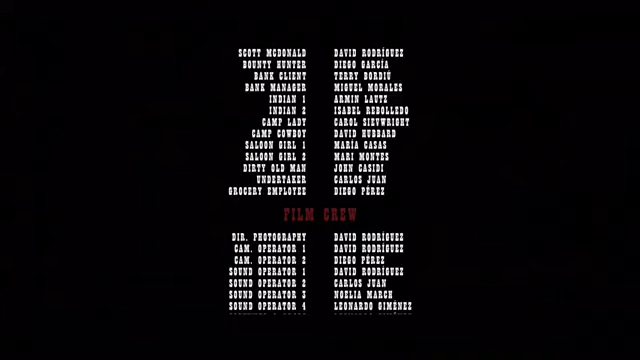 SCOTT MCDONALD DAVID RODRÍGUEZ
BOUNTY HUNTER DIEGO GARCÍA
BANK CLIENT TERRY BORDIÚ
BANK MANAGER MIGUEL MORALES
INDIAN 1 ARMIN LAUTZ
INDIAN 2 ISABEL REBOLLEDO
CAMP LADY CAROL SIEVWRIGHT
CAMP COWBOY DAVID HUBBARD
SALOON GIRL 1 MARÍA CASAS
SALOON GIRL 2 MARI MONTES
DIRTY OLD MAN JOHN CASIDI
UNDERTAKER CARLOS JUAN
GROCERY EMPLOYEE DIEGO PÉREZ
FILM CREW
DIR. PHOTOGRAPHY DAVID RODRÍGUEZ
CAM. OPERATOR 1 DAVID RODRÍGUEZ
CAM. OPERATOR 2 DIEGO PÉREZ
SOUND OPERATOR 1 DAVID RODRÍGUEZ
SOUND OPERATOR 2 CARLOS JUAN
SOUND OPERATOR 3 NOELIA MARCH
SOUND OPERATOR 4 LEONARDO GIMÉNEZ